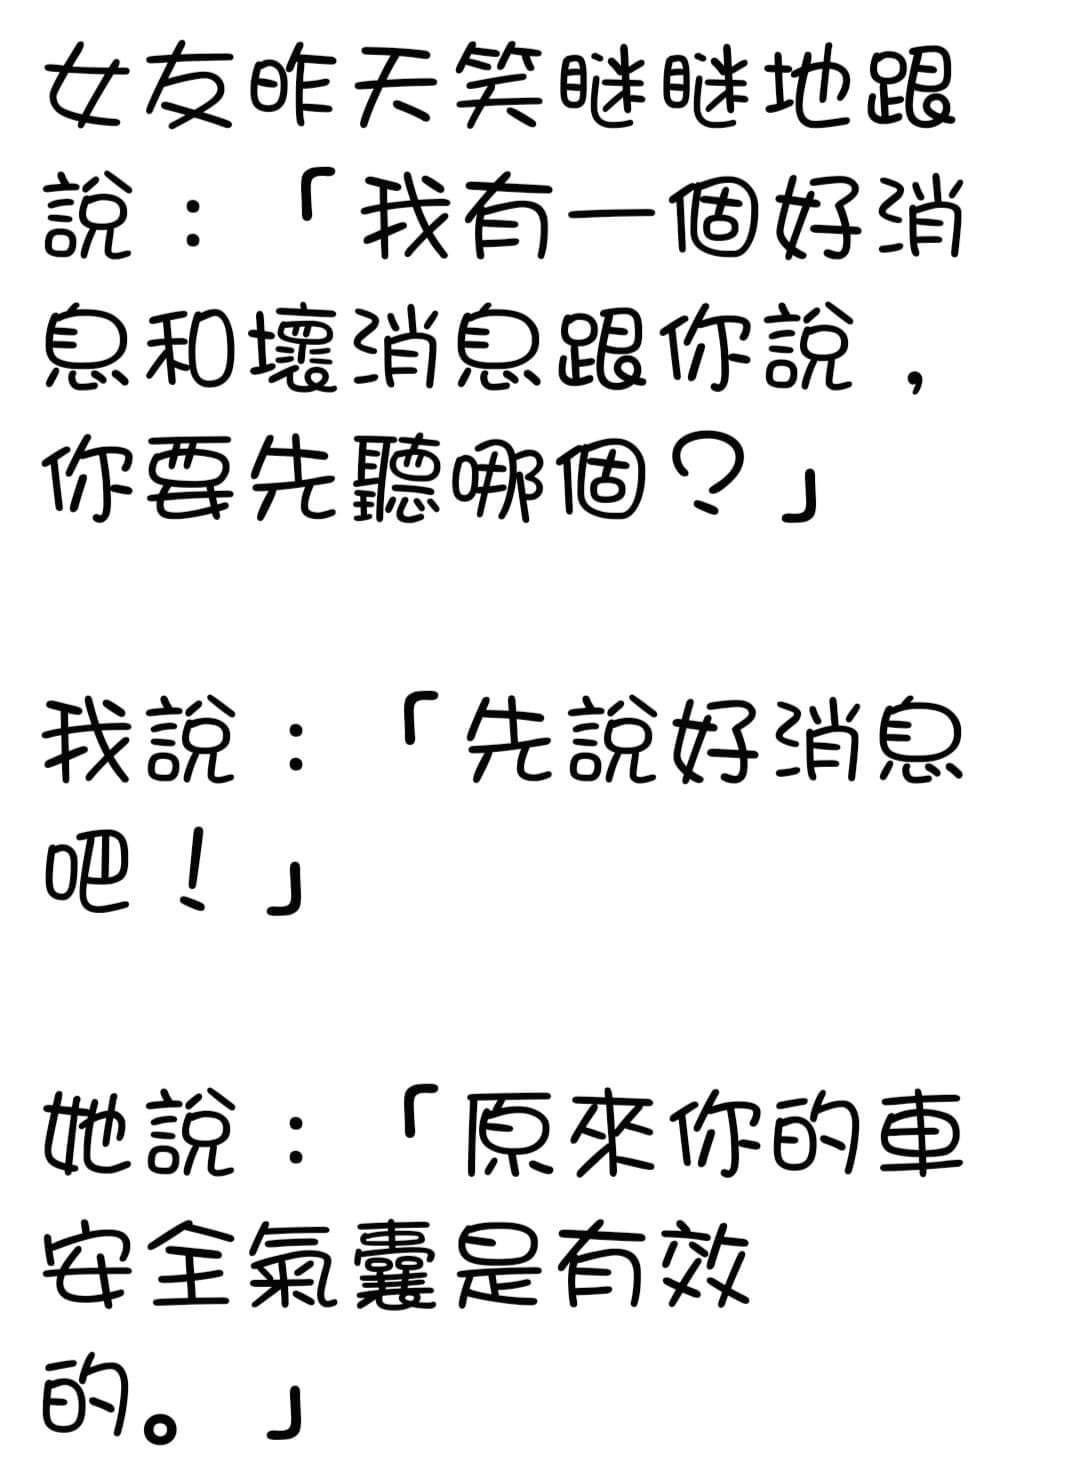 女友昨天笑瞇瞇地跟
說：「我有一個好消
息和壞消息跟你說，
你要先聽哪個？」
我說：「先說好消息
吧！」
她說：「原來你的車
安全氣囊是有效
的。」